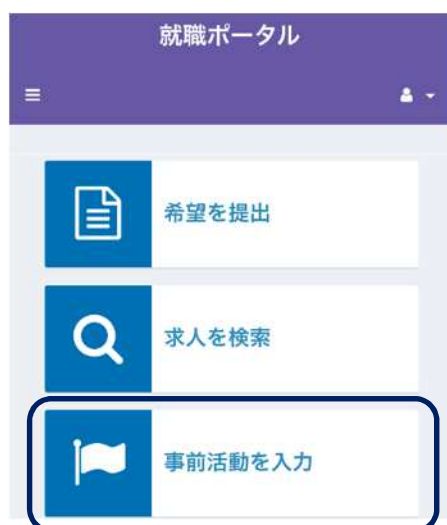 就職ポータル
希望を提出
求人を検索
事前活動を入力